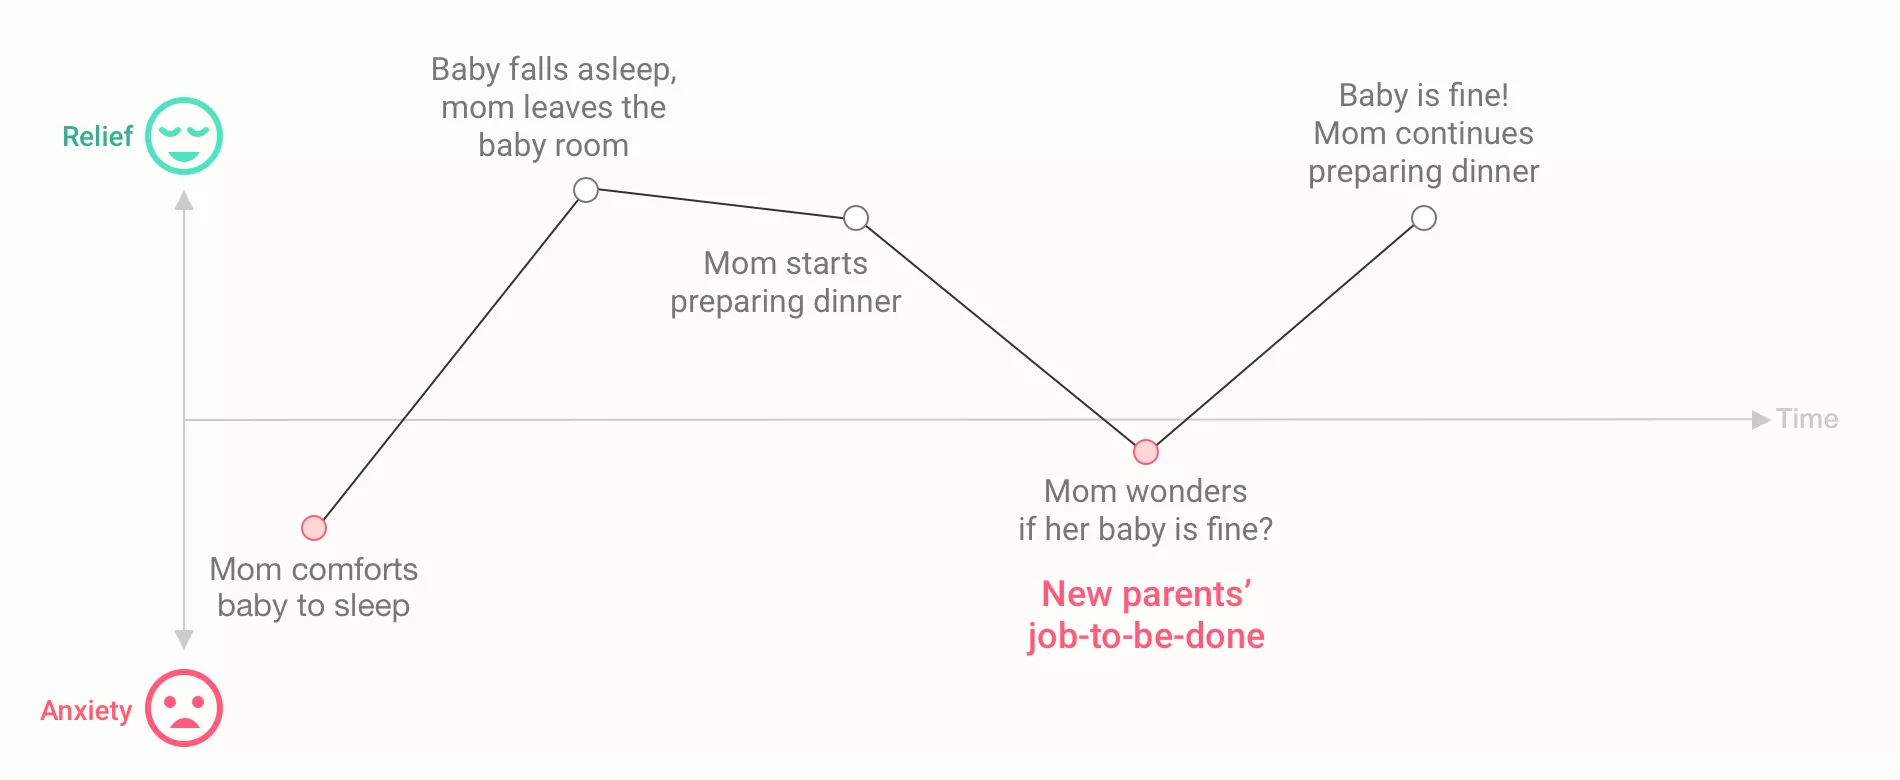 Relief
Baby falls asleep,
mom leaves the
baby room
Baby is fine!
Mom continues
preparing dinner
Mom starts
preparing dinner
Time
Mom comforts
baby to sleep
Mom wonders
if her baby is fine?
New parents’
job-to-be-done
Anxiety